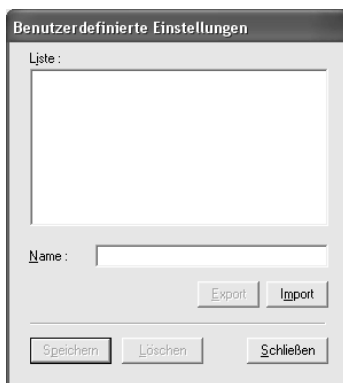 Benutzerdefinierte Einstellungen
Liste :
Name :
Export Import
Speichern Löschen Schließen